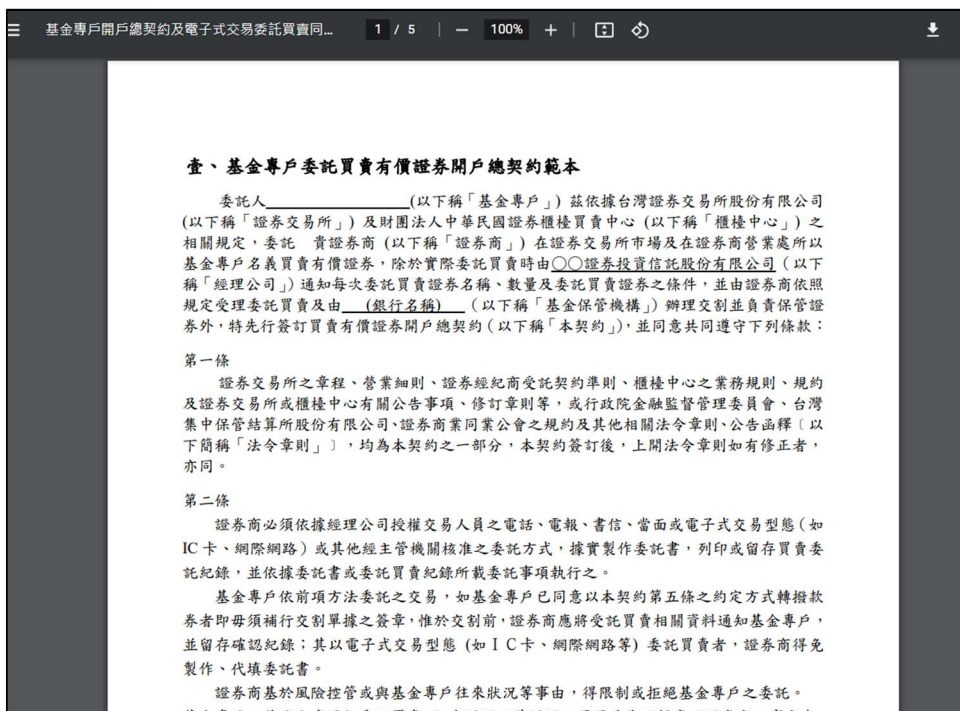 基金專戶開戶總契約及電子式交易委託買賣同... 1 / 5 | — 100% + |
壹、基金專戶委託買賣有價證券開戶總契約範本
委託人________________(以下稱「基金專戶」) 茲依據台灣證券交易所股份有限公司
(以下稱「證券交易所」) 及財團法人中華民國證券櫃檯買賣中心 (以下稱「櫃檯中心」) 之
相關規定，委託 貴證券商 (以下稱「證券商」) 在證券交易所市場及在證券商營業處所以
基金專戶名義買賣有價證券，除於實際委託買賣時由○○證券投資信託股份有限公司（以下
稱「經理公司」）通知每次委託買賣證券名稱、數量及委託買賣證券之條件，並由證券商依照
規定受理委託買賣及由 (銀行名稱) （以下稱「基金保管機構」）辦理交割並負責保管證
券外，特先行簽訂買賣有價證券開戶總契約（以下稱「本契約」），並同意共同遵守下列條款：
第一條
證券交易所之章程、營業細則、證券經紀商受託契約準則、櫃檯中心之業務規則、規約
及證券交易所或櫃檯中心有關公告事項、修訂章則等，或行政院金融監督管理委員會、台灣
集中保管結算所股份有限公司、證券商業同業公會之規約及其他相關法令章則、公告函釋〔以
下簡稱「法令章則」〕，均為本契約之一部分，本契約簽訂後，上開法令章則如有修正者，
亦同。
第二條
證券商必須依據經理公司授權交易人員之電話、電報、書信、當面或電子式交易型態（如
IC 卡、網際網路）或其他經主管機關核准之委託方式，據實製作委託書，列印或留存買賣委
託紀錄，並依據委託書或委託買賣紀錄所載委託事項執行之。
基金專戶依前項方法委託之交易，如基金專戶已同意以本契約第五條之約定方式轉撥款
券者即毋須補行交割單據之簽章，惟於交割前，證券商應將受託買賣相關資料通知基金專戶，
並留存確認紀錄；其以電子式交易型態 (如ＩＣ卡、網際網路等) 委託買賣者，證券商得免
製作、代填委託書。
證券商基於風險控管或與基金專戶往來狀況等事由，得限制或拒絕基金專戶之委託。